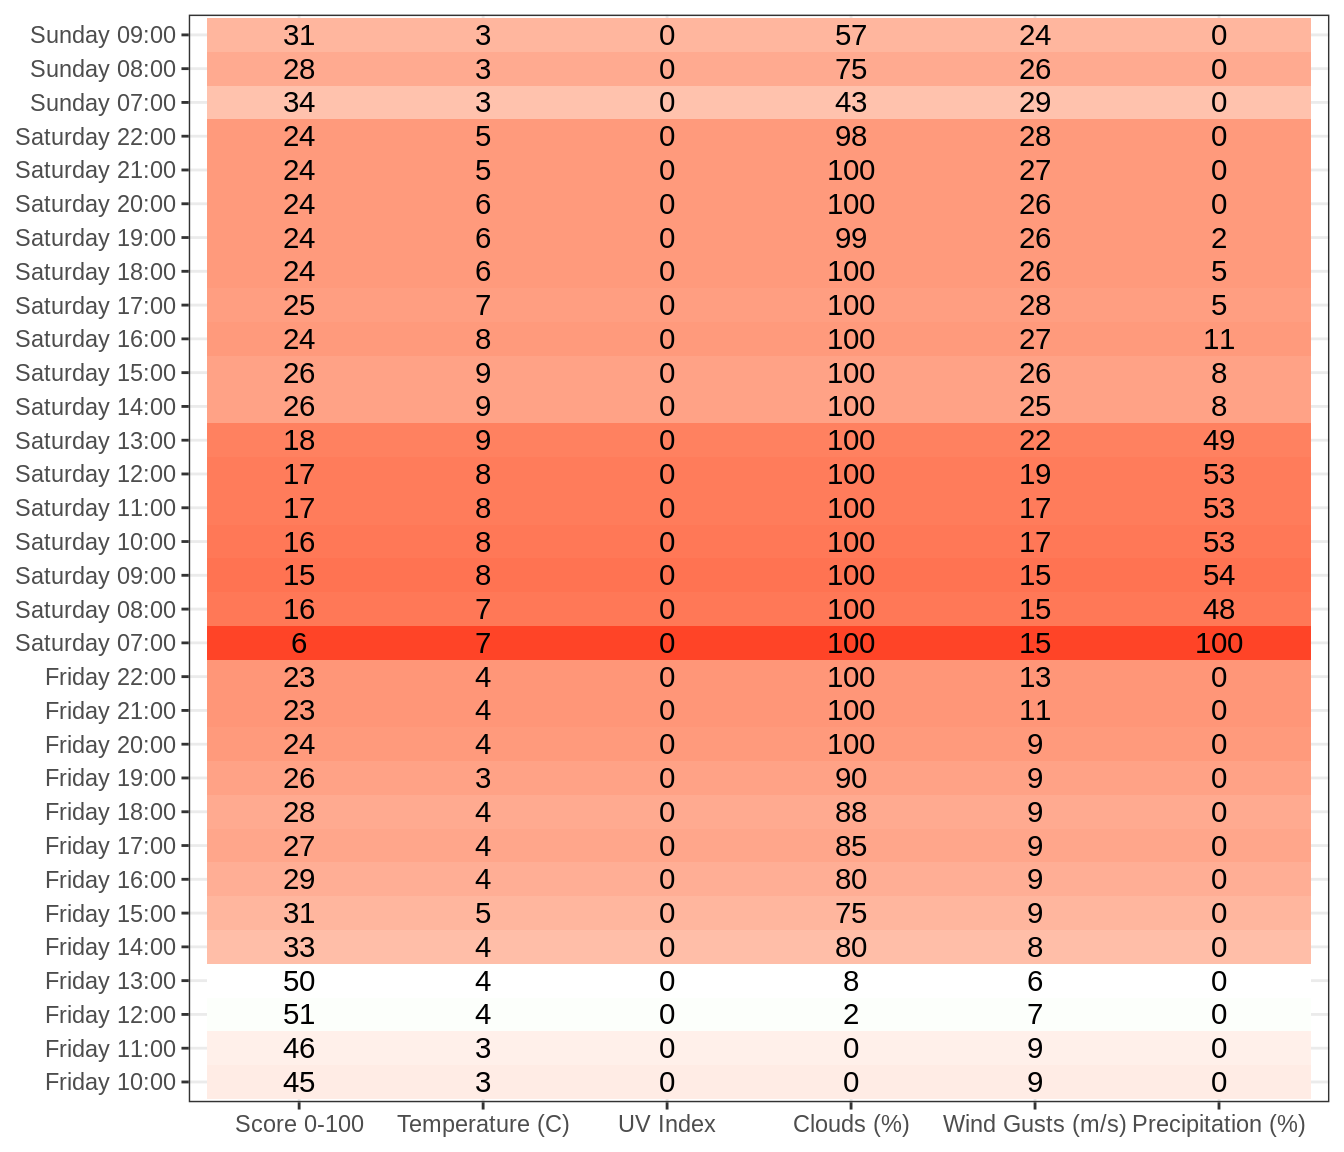 Sunday 09:00 31 3 0 57 24 0
Sunday 08:00 28 3 0 75 26 0
Sunday 07:00 34 3 0 43 29 0
Saturday 22:00 24 5 0 98 28 0
Saturday 21:00 24 5 0 100 27 0
Saturday 20:00 24 6 0 100 26 0
Saturday 19:00 24 6 0 99 26 2
Saturday 18:00 24 6 0 100 26 5
Saturday 17:00 25 7 0 100 28 5
Saturday 16:00 24 8 0 100 27 11
Saturday 15:00 26 9 0 100 26 8
Saturday 14:00 26 9 0 100 25 8
Saturday 13:00 18 9 0 100 22 49
Saturday 12:00 17 8 0 100 19 53
Saturday 11:00 17 8 0 100 17 53
Saturday 10:00 16 8 0 100 17 53
Saturday 09:00 15 8 0 100 15 54
Saturday 08:00 16 7 0 100 15 48
Saturday 07:00 6 7 0 100 15 100
Friday 22:00 23 4 0 100 13 0
Friday 21:00 23 4 0 100 11 0
Friday 20:00 24 4 0 100 9 0
Friday 19:00 26 3 0 90 9 0
Friday 18:00 28 4 0 88 9 0
Friday 17:00 27 4 0 85 9 0
Friday 16:00 29 4 0 80 9 0
Friday 15:00 31 5 0 75 9 0
Friday 14:00 33 4 0 80 8 0
Friday 13:00 50 4 0 8 6 0
Friday 12:00 51 4 0 2 7 0
Friday 11:00 46 3 0 0 9 0
Friday 10:00 45 3 0 0 9 0
Score 0-100 Temperature (C) UV Index Clouds (%) Wind Gusts (m/s) Precipitation (%)